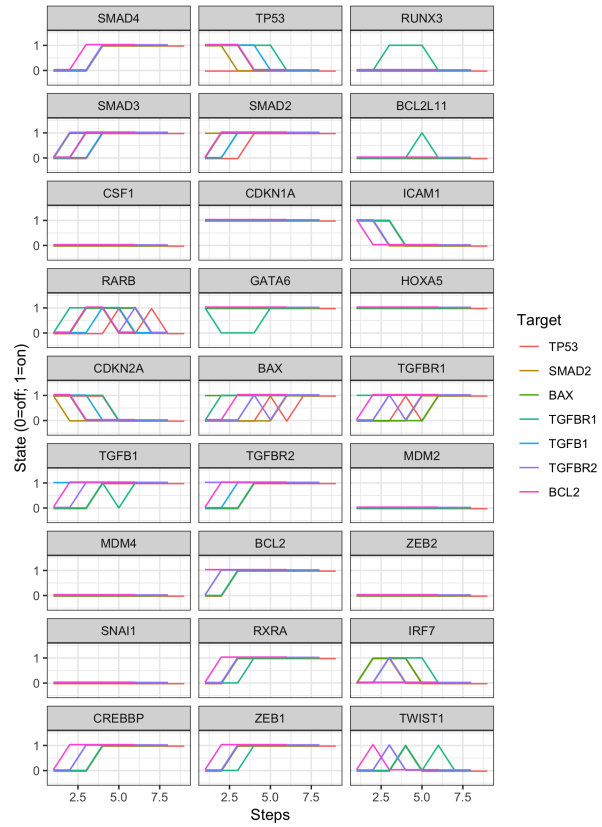 SMAD4 TP53 RUNX3
1
0
SMAD3 SMAD2 BCL2L11
1
0
CSF1 CDKN1A ICAM1
1
0
RARB GATA6 HOXA5
1
0
CDKN2A BAX TGFBR1
1
0
TGFB1 TGFBR2 MDM2
1
0
MDM4 BCL2 ZEB2
1
0
SNAI1 RXRA IRF7
1
0
CREBBP ZEB1 TWIST1
1
0
2.5 5.0 7.5 2.5 5.0 7.5 2.5 5.0 7.5
Steps
State (0=off; 1=on)
Target
TP53
SMAD2
BAX
TGFBR1
TGFB1
TGFBR2
BCL2